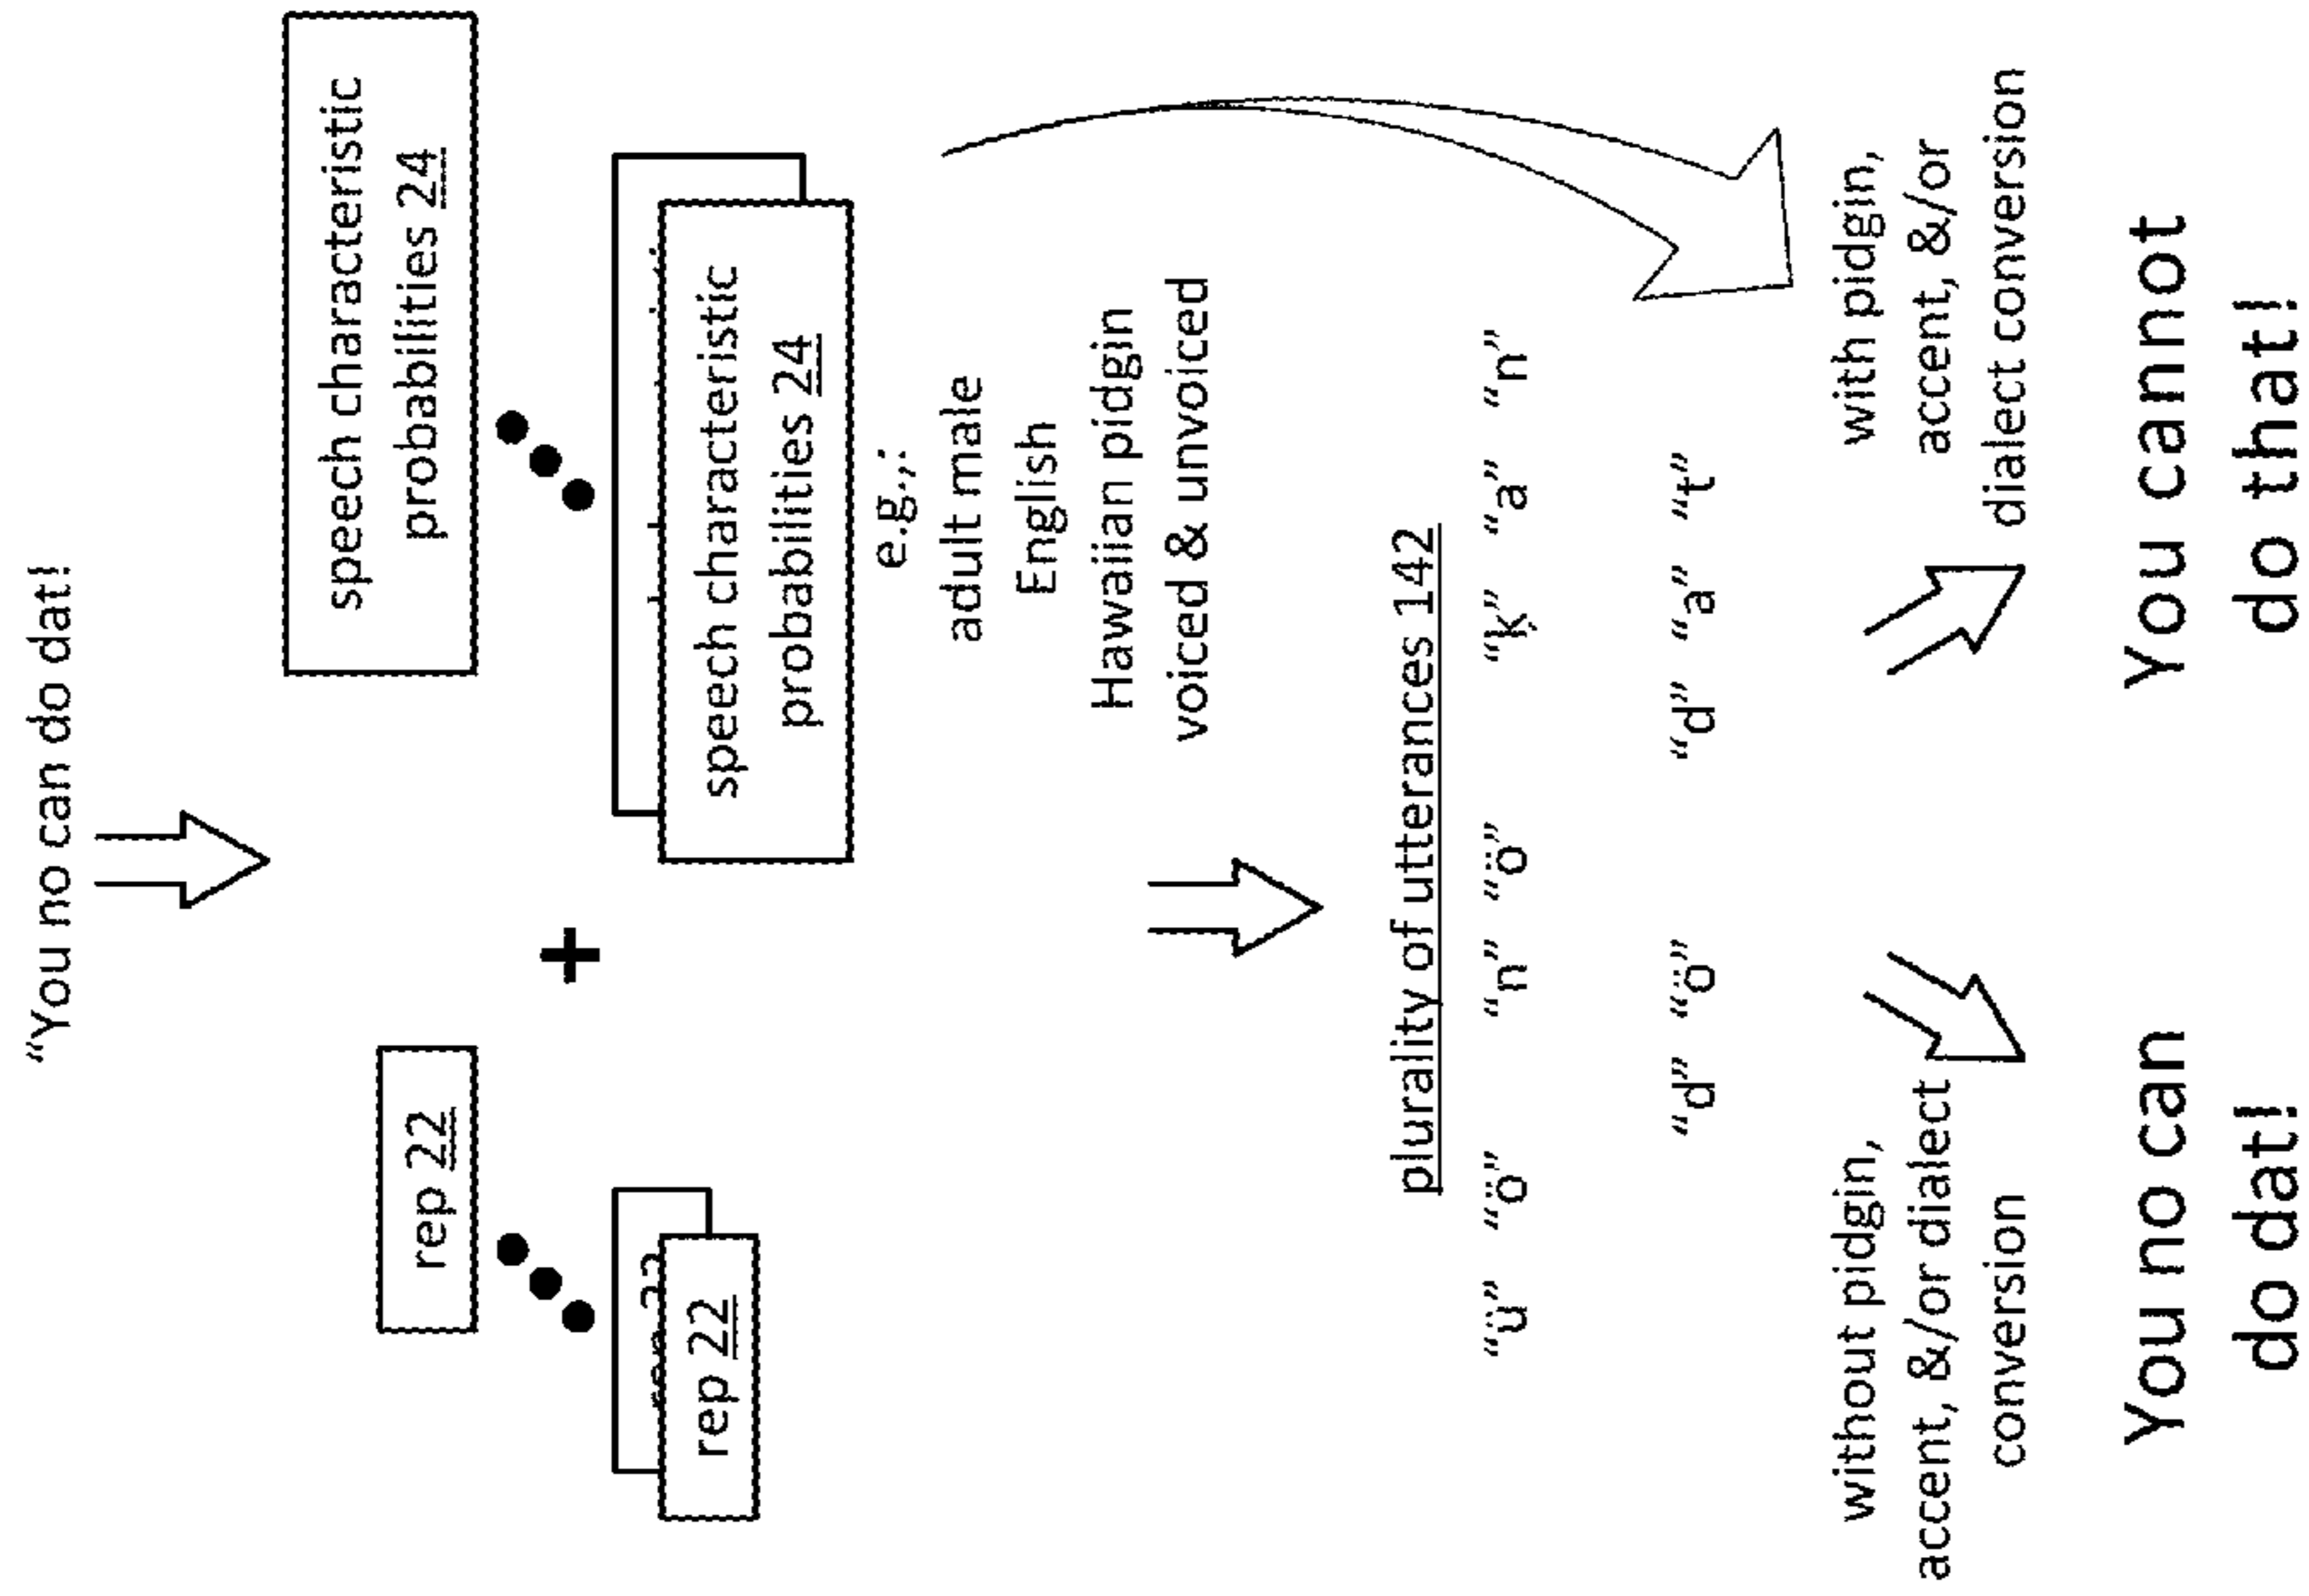 “You no can do dat!
rep 22
rep 22
+
speech characteristic
probabilities 24
speech characteristic
probabilities 24
e.g.,:
adult male
English
Hawaiian pidgin
voiced & unvoiced
plurality of utterances 142
“ü” “ö” “n” “ö” “ķ” “a” “n”
“d” “ö” “d” “a” “t”
without pidgin,
accent, &/or dialect
conversion
You no can
do dat!
with pidgin,
accent, &/or
dialect conversion
You cannot
do that!